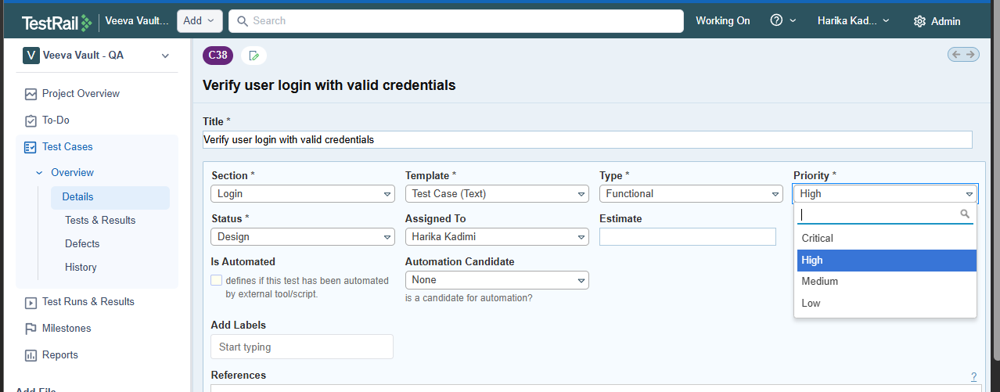 TestRail
Veeva Vault...
Add
Search
Working On
Harika Kad...
Admin
V
Veeva Vault - QA
Project Overview
To-Do
Test Cases
Overview
Details
Tests & Results
Defects
History
Test Runs & Results
Milestones
Reports
Add File
C38
Verify user login with valid credentials
Title *
Verify user login with valid credentials
Section *
Login
Template *
Test Case (Text)
Type *
Functional
Priority *
High
Critical
High
Medium
Low
Status *
Design
Assigned To
Harika Kadimi
Estimate
Is Automated
defines if this test has been automated
by external tool/script.
Automation Candidate
None
is a candidate for automation?
Add Labels
Start typing
References
?